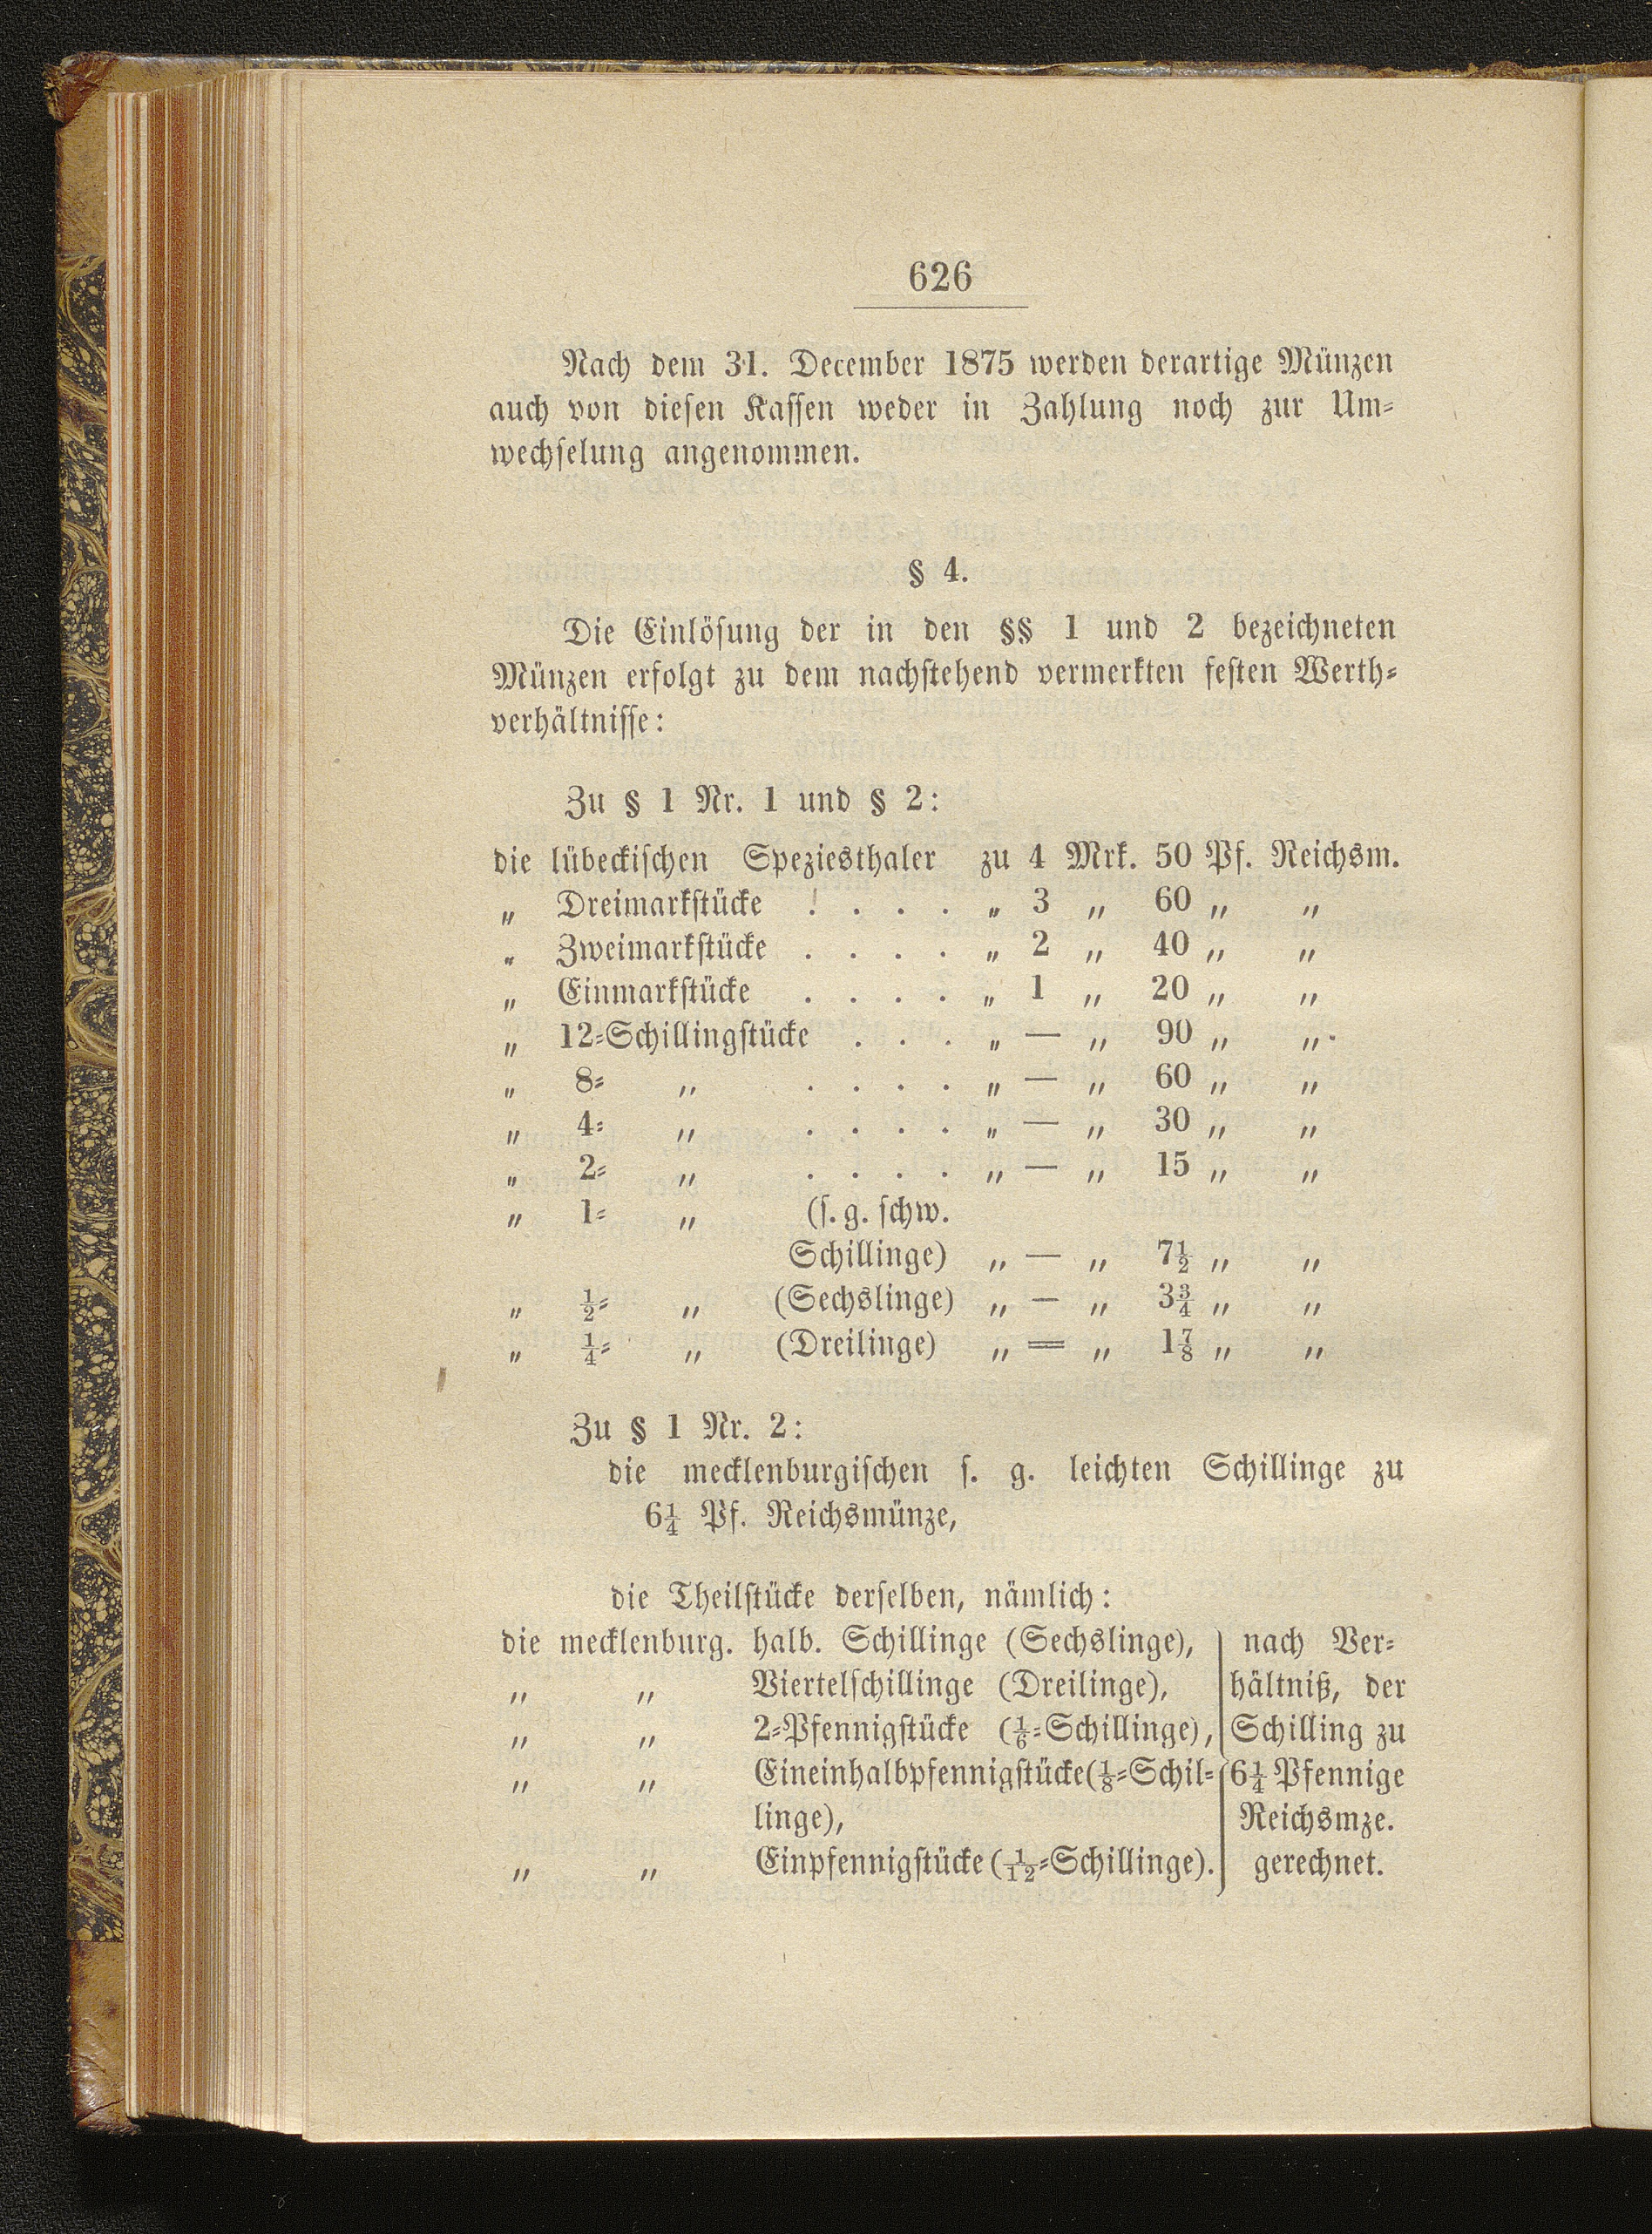 626
Nach dem 31. December 1875 werden derartige Münzen
auch von diesen Kassen weder in Zahlung noch zur Um-
wechselung angenommen.
§ 4.
Die Einlösung der in den §§ 1 und 2 bezeichneten
Münzen erfolgt zu dem nachstehend vermerkten festen Werth-
verhältnisse:
Zu § 1 Nr. 1 und § 2:
die lübeckischen Speziesthaler zu 4 Mrk. 50 Pf. Reichsm.
„ Dreimarkstücke . . . . „ 3 „ 60 „ „
„ Zweimarkstücke . . . . „ 2 „ 40 „ „
„ Einmarkstücke . . . . „ 1 „ 20 „ „
„ 12-Schillingstücke . . . „ — „ 90 „ „
„ 8- „ . . . . „ — „ 60 „ „
„ 4- „ . . . . „ — „ 30 „ „
„ 2- „ . . . . „ — „ 15 „ „
„ 1- „ (s. g. schw.
Schillinge) „ — „ 7½ „ „
„ ½- „ (Sechslinge) „ — „ 3¾ „ „
„ ¼- „ (Dreilinge) „ — „ 1⅞ „ „
Zu § 1 Nr. 2:
die mecklenburgischen s. g. leichten Schillinge zu
6¼ Pf. Reichsmünze,
die Theilstücke derselben, nämlich:
die mecklenburg. halb. Schillinge (Sechslinge), nach Ver-
„ „ Viertelschillinge (Dreilinge), hältniß, der
„ „ 2-Pfennigstücke (⅙-Schillinge), Schilling zu
„ „ Eineinhalbpfennigstücke (⅛-Schil- 6¼ Pfennige
linge), Reichsmze.
„ „ Einpfennigstücke (1/12-Schillinge). gerechnet.